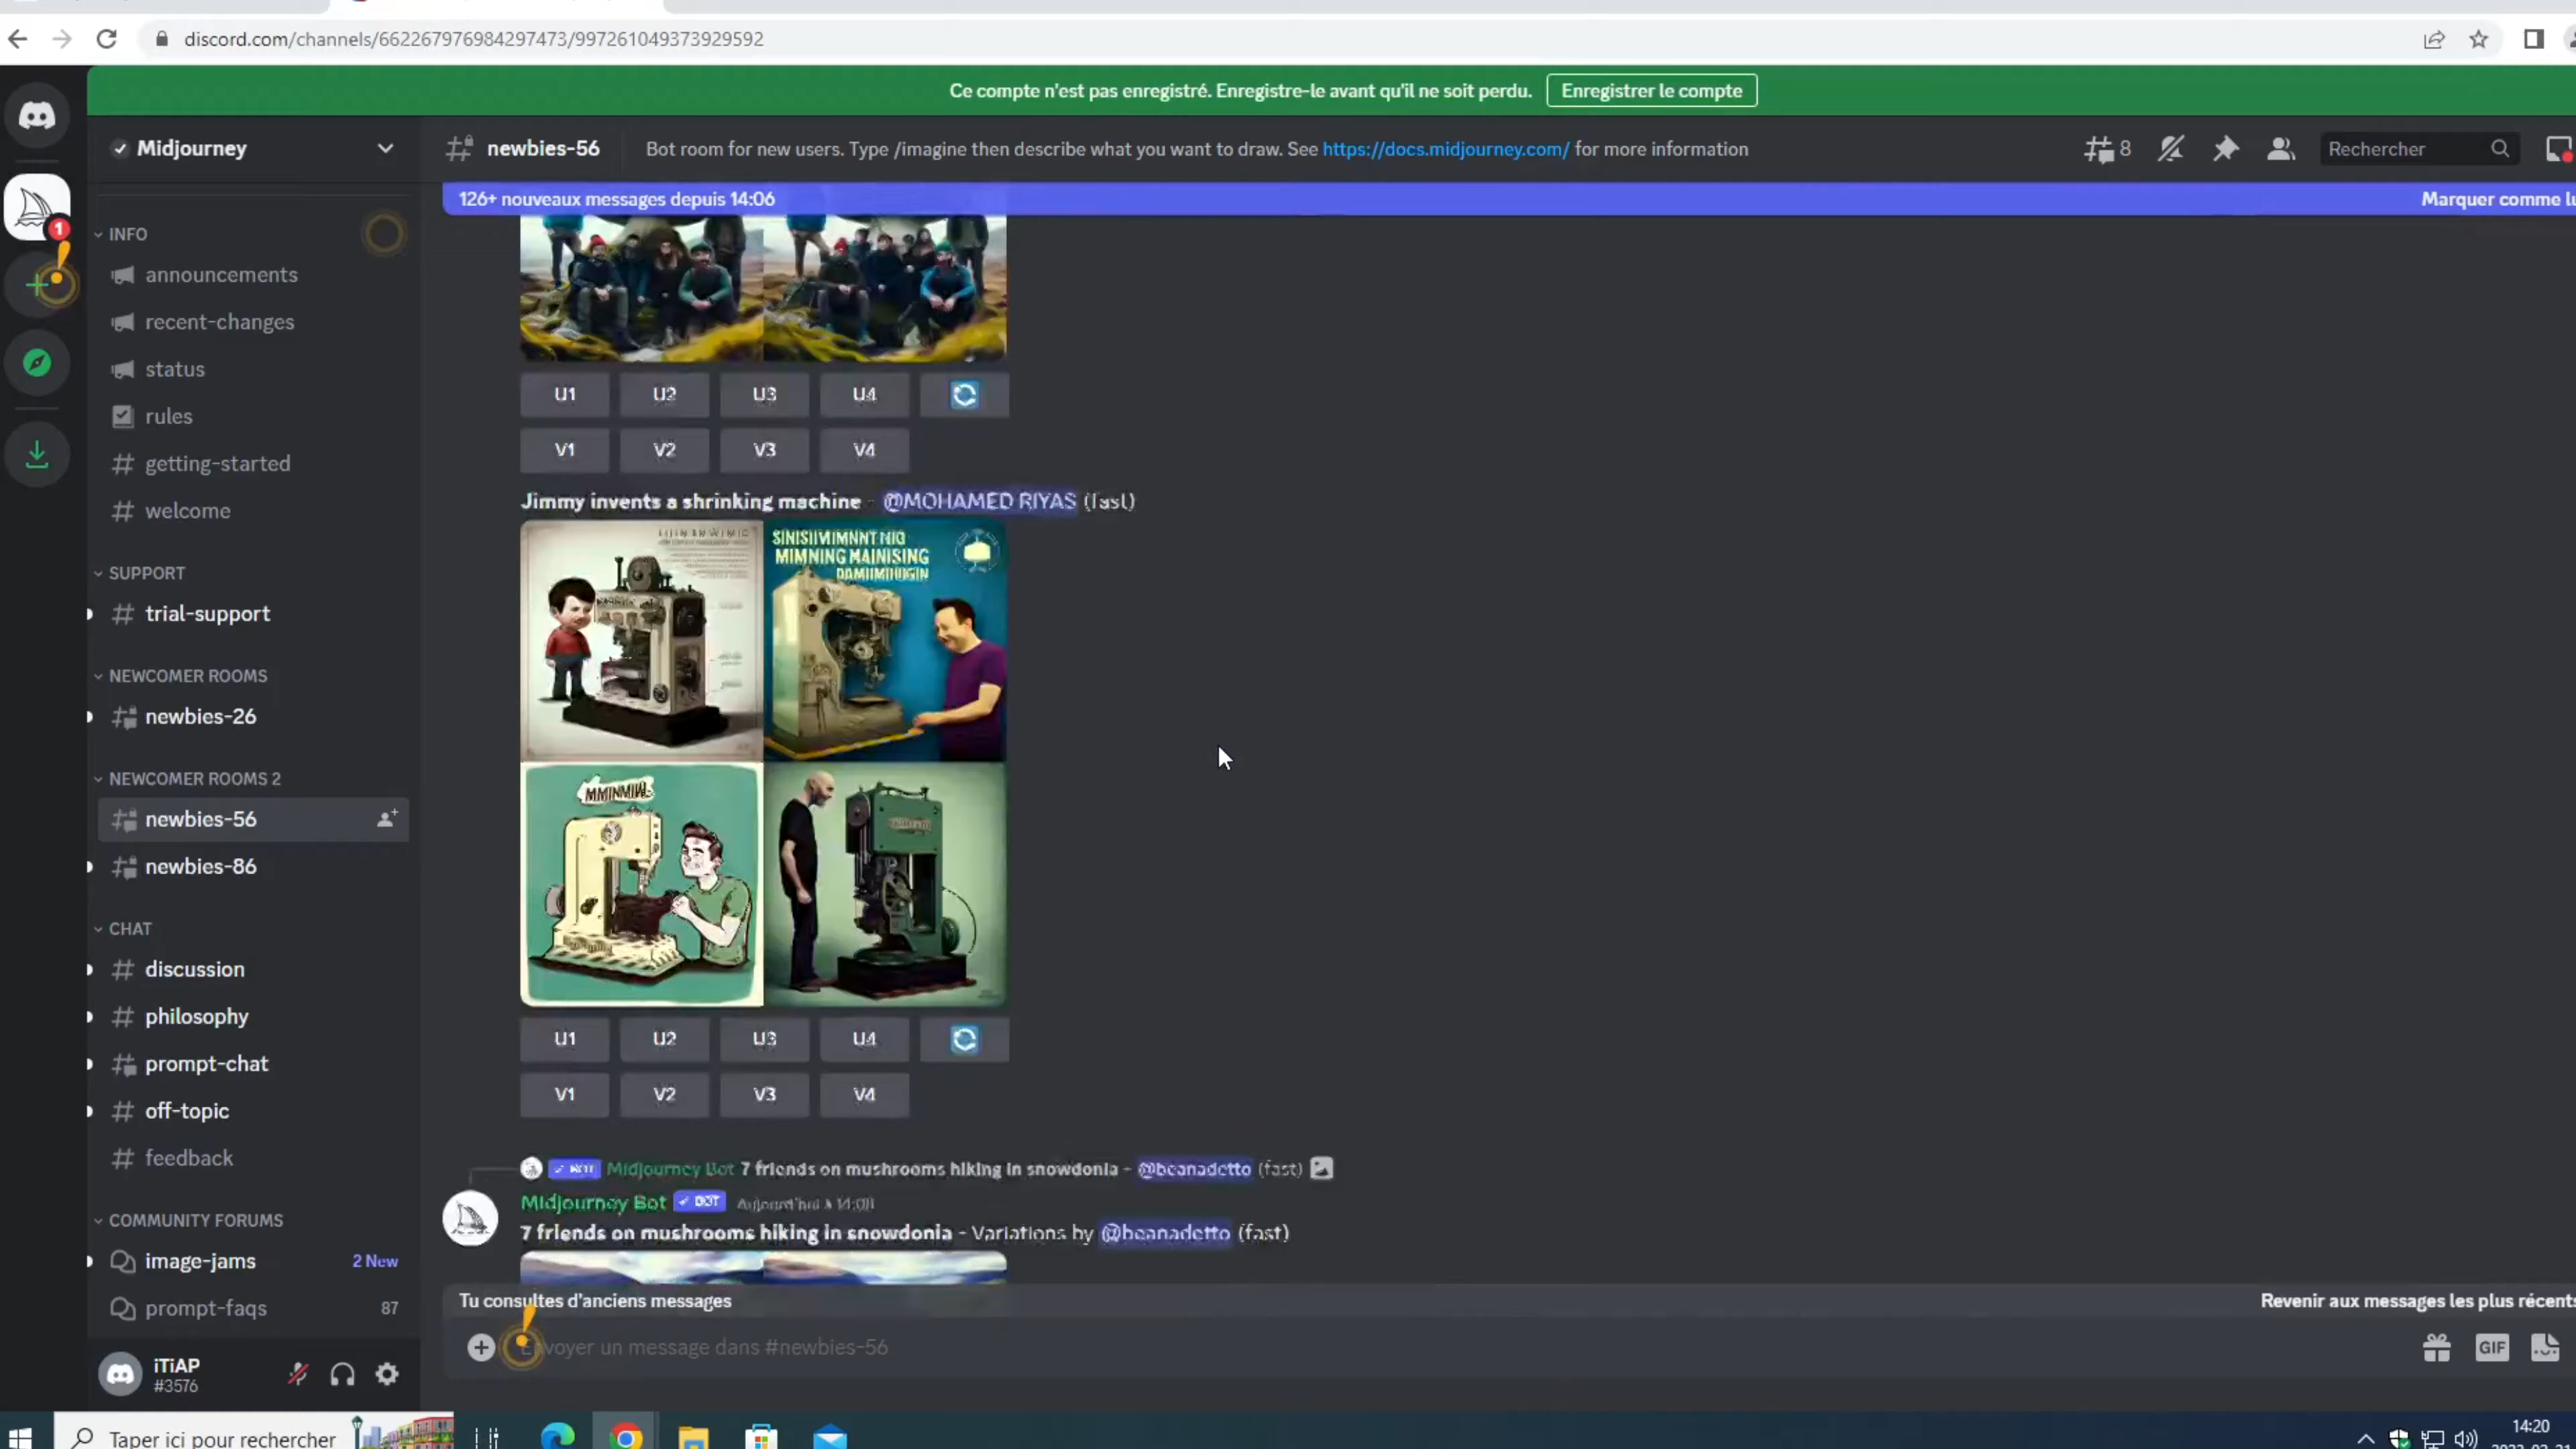 discord.com/channels/662267976984297473/997261049373929592
Ce compte n'est pas enregistré. Enregistre-le avant qu'il ne soit perdu.
Enregistrer le compte
Midjourney
newbies-56
Bot room for new users. Type /imagine then describe what you want to draw. See https://docs.midjourney.com/ for more information
8
Rechercher
126+ nouveaux messages depuis 14:06
Marquer comme lu
1
INFO
announcements
recent-changes
status
rules
getting-started
welcome
SUPPORT
trial-support
NEWCOMER ROOMS
newbies-26
NEWCOMER ROOMS 2
newbies-56
newbies-86
CHAT
discussion
philosophy
prompt-chat
off-topic
feedback
COMMUNITY FORUMS
image-jams
2 New
prompt-faqs
87
iTiAP
#3576
U1 U2 U3 U4
V1 V2 V3 V4
Jimmy invents a shrinking machine - @MOHAMED RIYAS (fast)
MIMNING MAINISING
U1 U2 U3 U4
V1 V2 V3 V4
BOT Midjourney Bot 7 friends on mushrooms hiking in snowdonia - @beanadetto (fast)
Midjourney Bot BOT Aujourd'hui à
7 friends on mushrooms hiking in snowdonia - Variations by @beanadetto (fast)
Tu consultes d'anciens messages
Revenir aux messages les plus récents
Envoyer un message dans #newbies-56
GIF
Taper ici pour rechercher
14:20